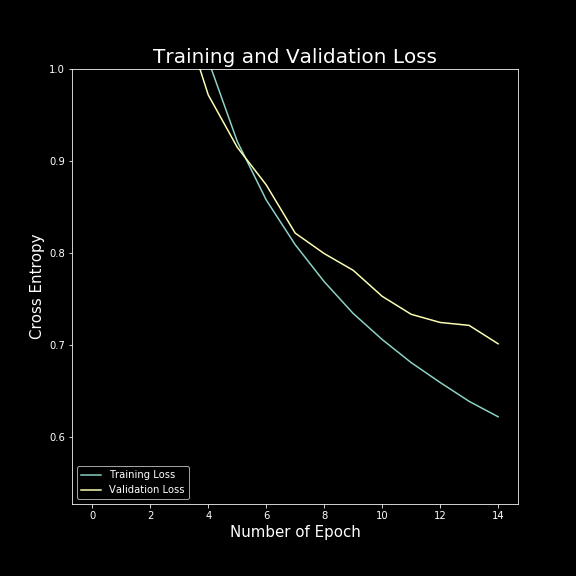 Training and Validation Loss
1.0
0.9
0.8
0.7
0.6
Cross Entropy
Training Loss
Validation Loss
0 2 4 6 8 10 12 14
Number of Epoch